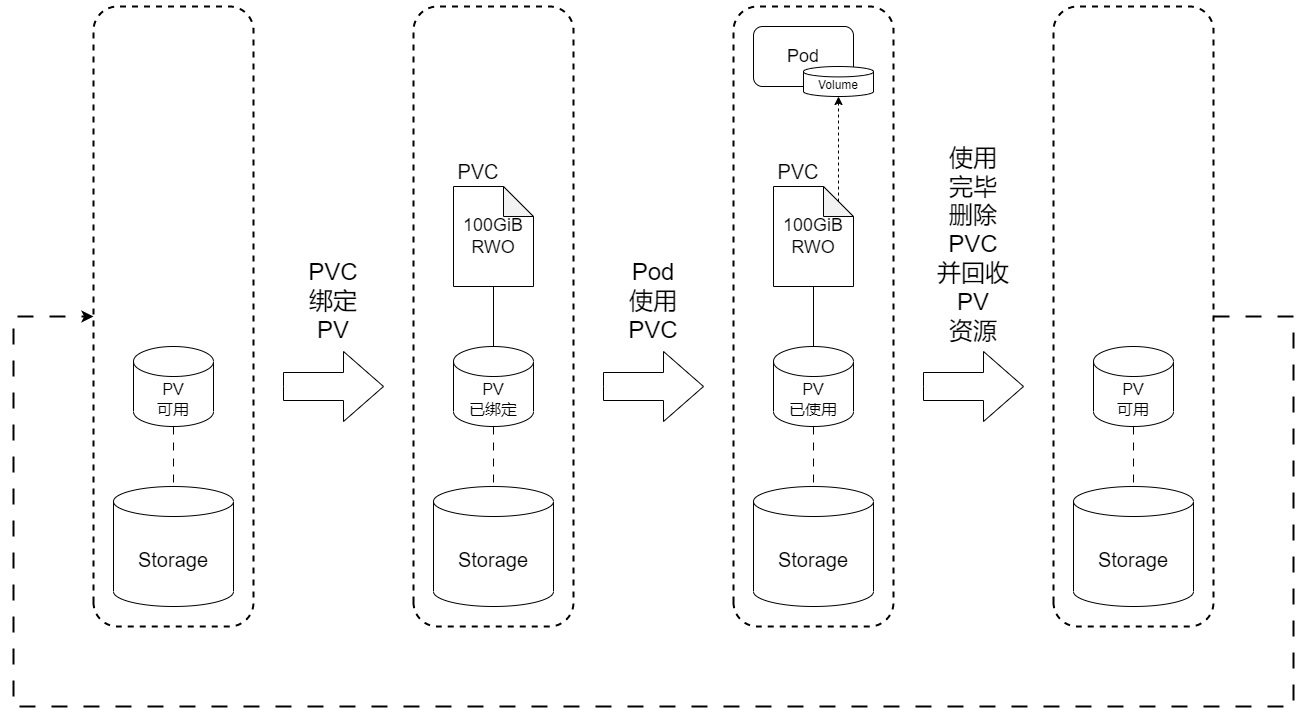 PV
可用
Storage
PVC
绑定
PV
PVC
100GiB
RWO
PV
已绑定
Storage
Pod
使用
PVC
Pod
Volume
PVC
100GiB
RWO
PV
已使用
Storage
使用
完毕
删除
PVC
并回收
PV
资源
PV
可用
Storage